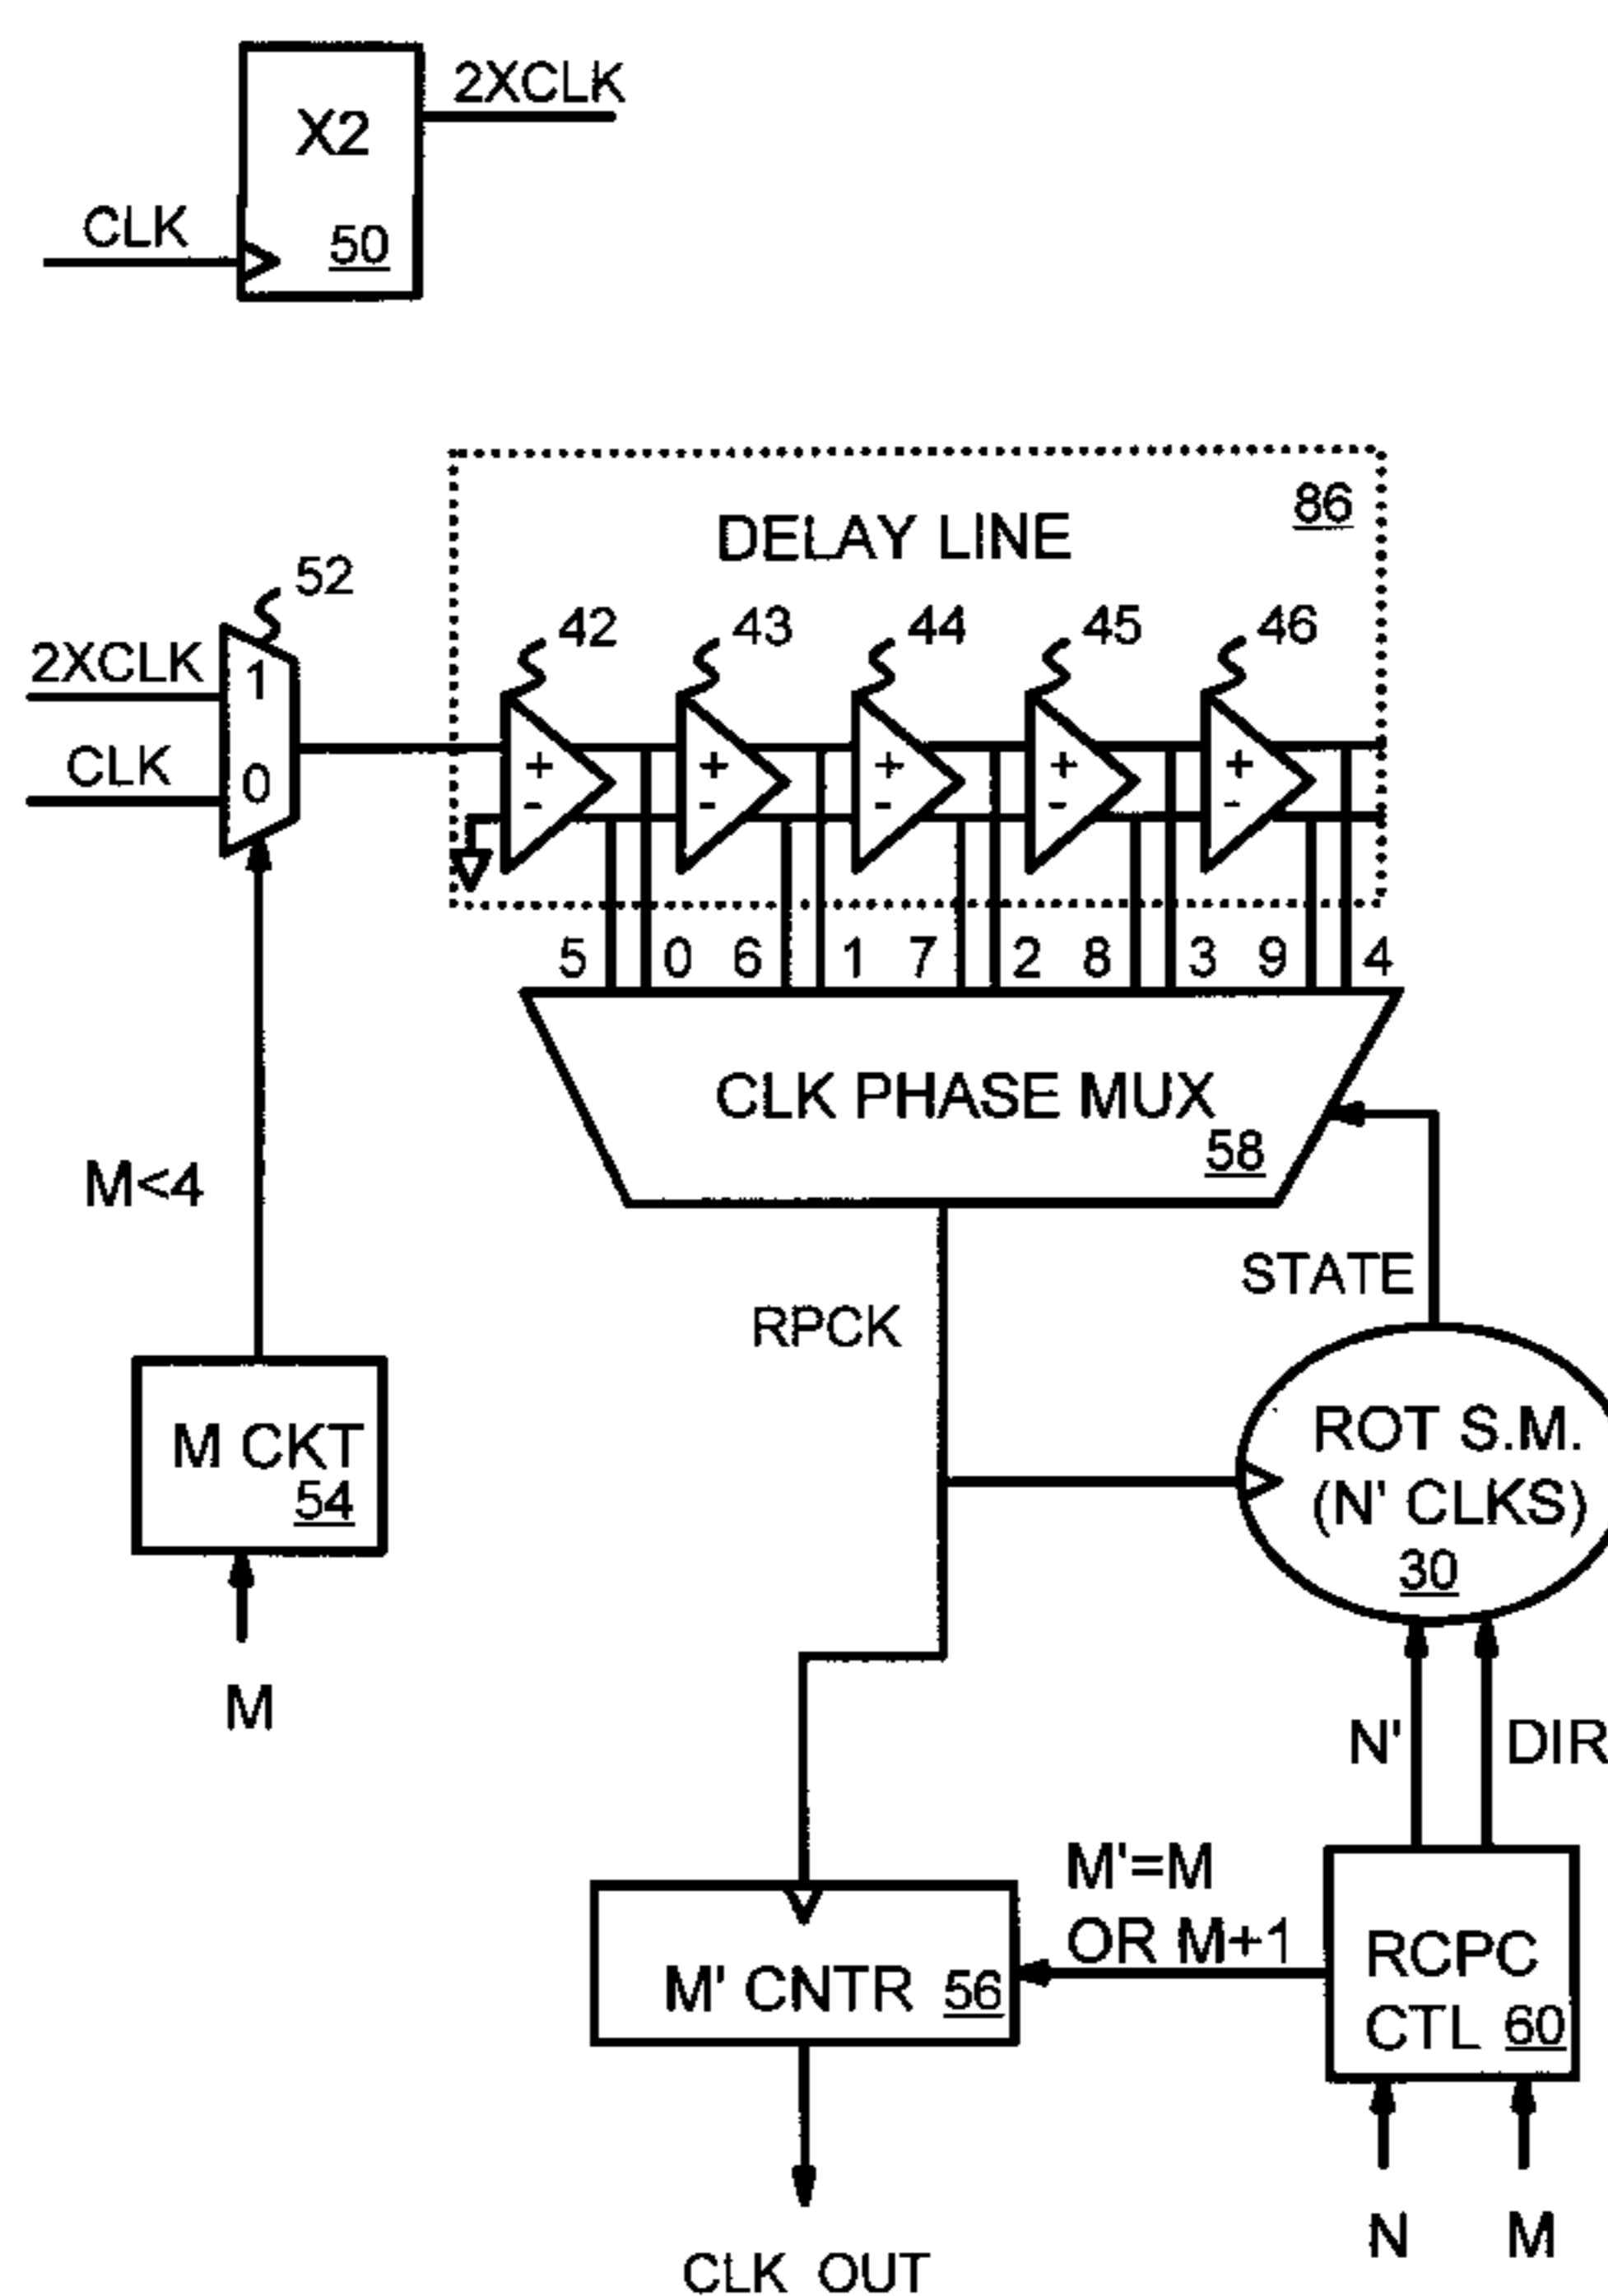 2XCLK
X2
CLK
50
86
DELAY LINE
52
42 43 44 45 46
2XCLK
1
CLK
0
+ + + + +
- - - - -
5 0 6 1 7 2 8 3 9 4
CLK PHASE MUX
58
M<4
STATE
RPCK
ROT S.M.
(N' CLKS)
30
M CKT
54
M
N' DIR
M'=M
OR M+1
RCPC
CTL 60
M' CNTR 56
N M
CLK_OUT